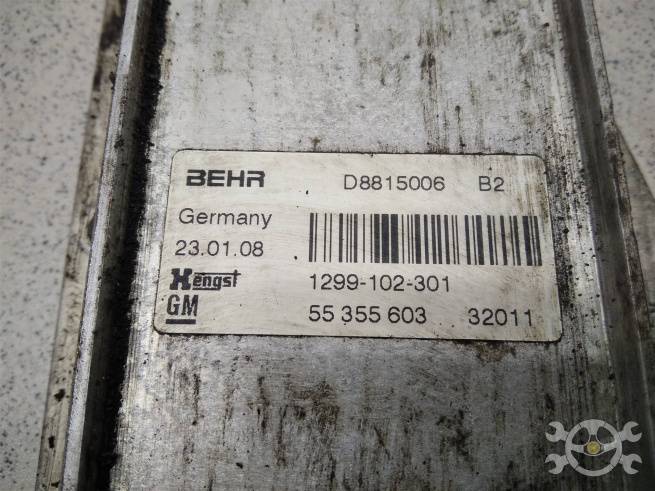 BEHR D8815006 B2
Germany
23.01.08
Hengst 1299-102-301
GM 55 355 603 32011